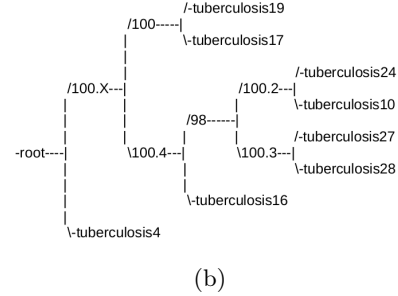 /-tuberculosis19
/100-----|
\-tuberculosis17
/-tuberculosis24
/100.X---|
/100.2---|
\-tuberculosis10
/98------|
/-tuberculosis27
-root----|
\100.4---|
\100.3---|
\-tuberculosis28
\-tuberculosis16
\-tuberculosis4
(b)